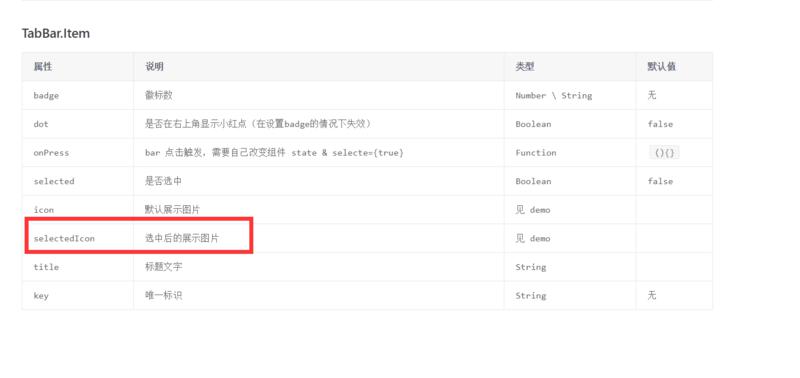 TabBar.Item
属性 说明 类型 默认值
badge 徽标数 Number \ String 无
dot 是否在右上角显示小红点（在设置badge的情况下失效） Boolean false
onPress bar 点击触发，需要自己改变组件 state & selecte={true} Function (){}
selected 是否选中 Boolean false
icon 默认展示图片 见 demo
selectedIcon 选中后的展示图片 见 demo
title 标题文字 String
key 唯一标识 String 无